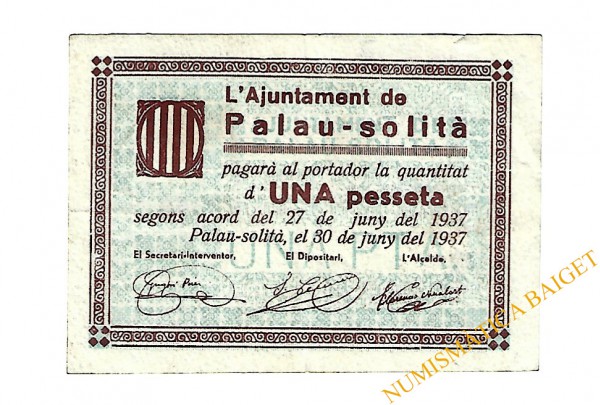 L'Ajuntament de
Palau-solità
pagarà al portador la quantitat
d'UNA pesseta
segons acord del 27 de juny del 1937
Palau-solità, el 30 de juny del 1937
El Secretari-Interventor, El Dipositari, L'Alcalde,
NUMISMATICA BAIGET